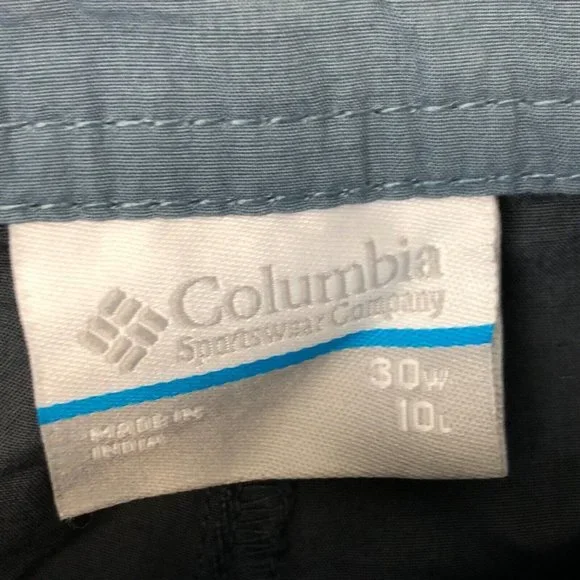 Columbia
Sportswear Company
30W
10L
MADE IN
INDIA